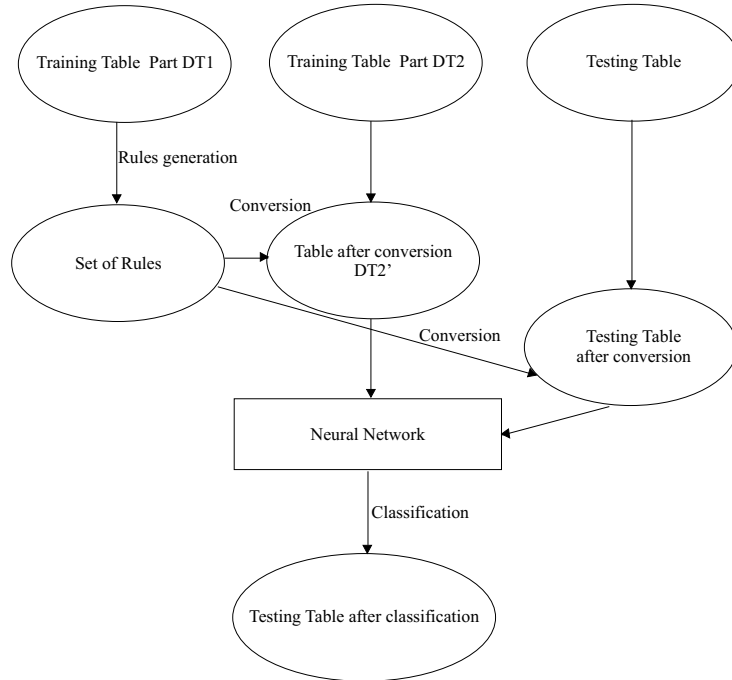 Training Table Part DT1
Training Table Part DT2
Testing Table
Rules generation
Conversion
Set of Rules
Table after conversion
DT2’
Conversion
Testing Table
after conversion
Neural Network
Classification
Testing Table after classification